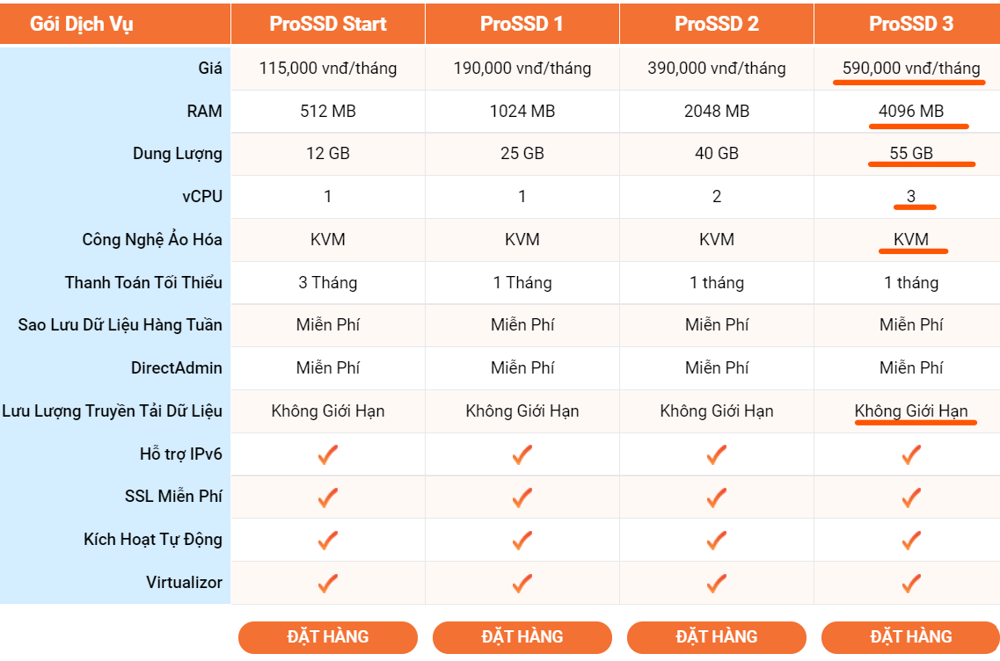 Gói Dịch Vụ ProSSD Start ProSSD 1 ProSSD 2 ProSSD 3
Giá 115,000 vnđ/tháng 190,000 vnđ/tháng 390,000 vnđ/tháng 590,000 vnđ/tháng
RAM 512 MB 1024 MB 2048 MB 4096 MB
Dung Lượng 12 GB 25 GB 40 GB 55 GB
vCPU 1 1 2 3
Công Nghệ Ảo Hóa KVM KVM KVM KVM
Thanh Toán Tối Thiểu 3 Tháng 1 Tháng 1 tháng 1 tháng
Sao Lưu Dữ Liệu Hàng Tuần Miễn Phí Miễn Phí Miễn Phí Miễn Phí
DirectAdmin Miễn Phí Miễn Phí Miễn Phí Miễn Phí
Lưu Lượng Truyền Tải Dữ Liệu Không Giới Hạn Không Giới Hạn Không Giới Hạn Không Giới Hạn
Hỗ trợ IPv6
SSL Miễn Phí
Kích Hoạt Tự Động
Virtualizor
ĐẶT HÀNG ĐẶT HÀNG ĐẶT HÀNG ĐẶT HÀNG